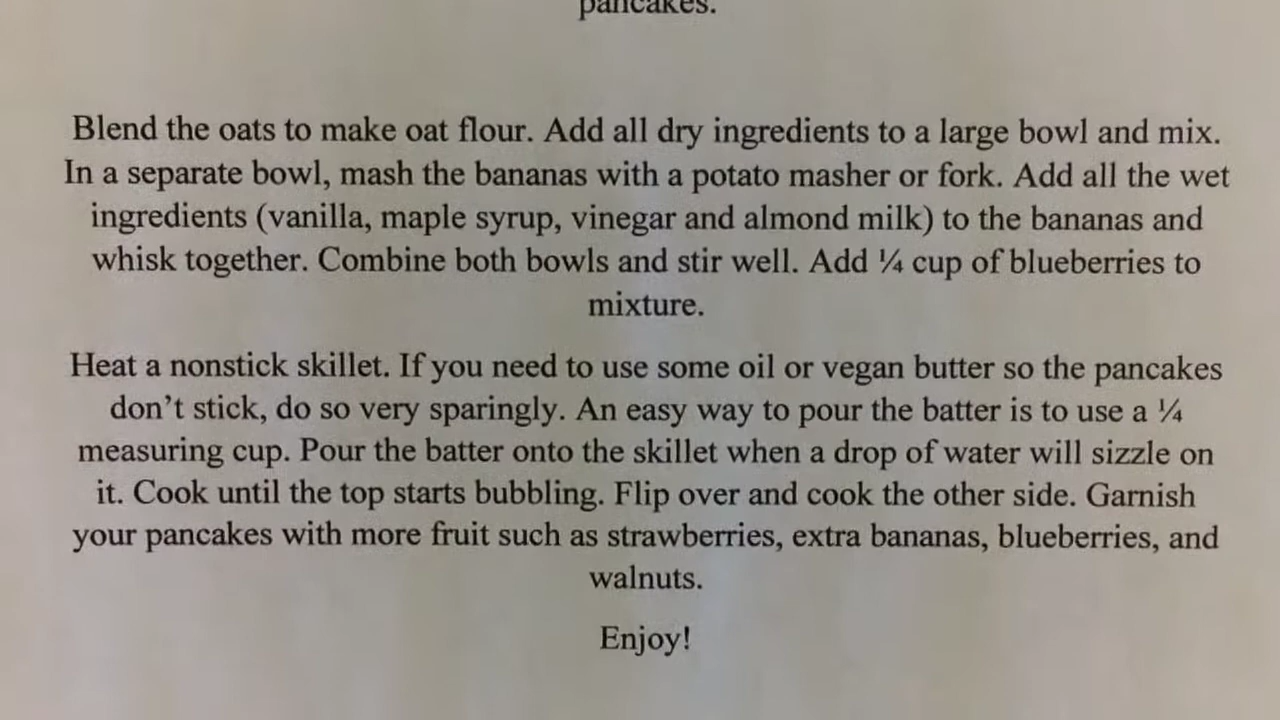 pancakes.
Blend the oats to make oat flour. Add all dry ingredients to a large bowl and mix.
In a separate bowl, mash the bananas with a potato masher or fork. Add all the wet
ingredients (vanilla, maple syrup, vinegar and almond milk) to the bananas and
whisk together. Combine both bowls and stir well. Add ¼ cup of blueberries to
mixture.
Heat a nonstick skillet. If you need to use some oil or vegan butter so the pancakes
don’t stick, do so very sparingly. An easy way to pour the batter is to use a ¼
measuring cup. Pour the batter onto the skillet when a drop of water will sizzle on
it. Cook until the top starts bubbling. Flip over and cook the other side. Garnish
your pancakes with more fruit such as strawberries, extra bananas, blueberries, and
walnuts.
Enjoy!